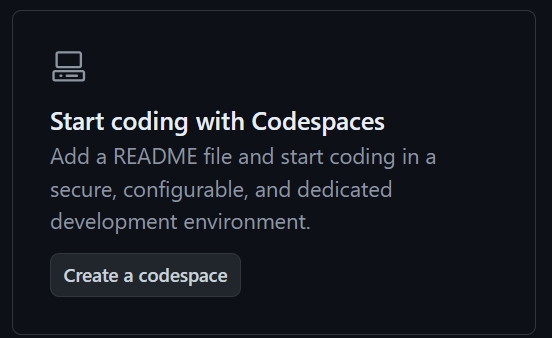 Start coding with Codespaces
Add a README file and start coding in a
secure, configurable, and dedicated
development environment.
Create a codespace